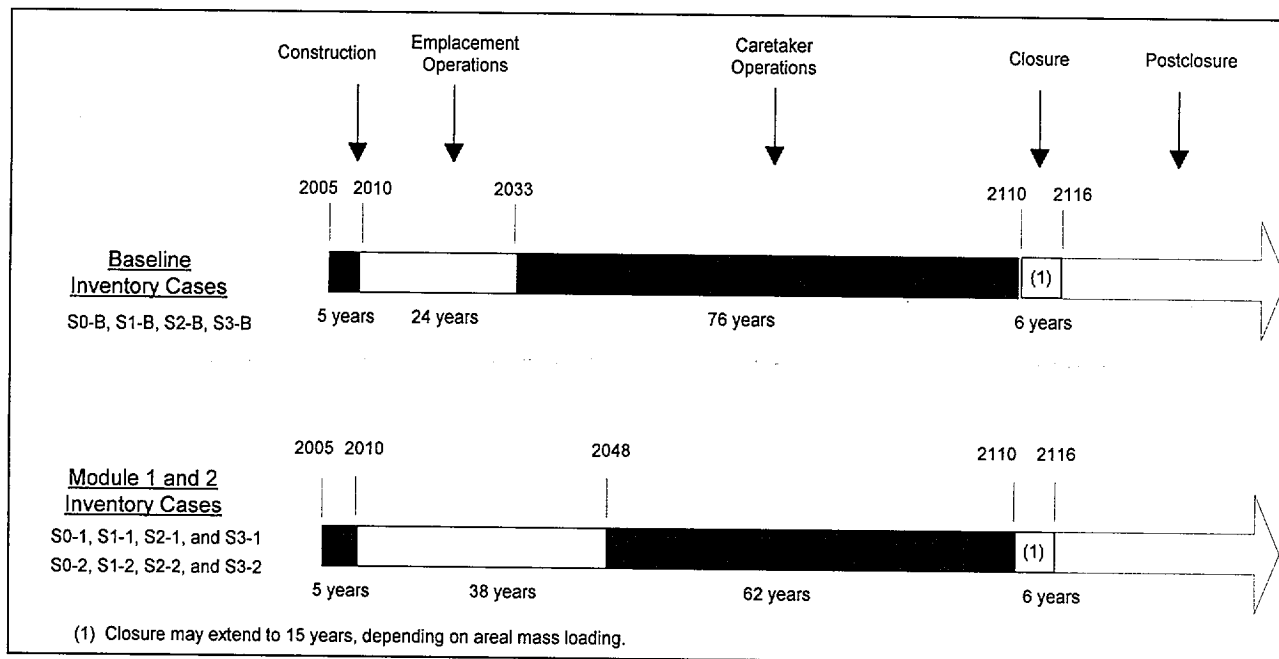 Construction
Emplacement
Operations
Caretaker
Operations
Closure
Postclosure
2005 2010 2033 2110 2116
Baseline
Inventory Cases
S0-B, S1-B, S2-B, S3-B
(1)
5 years 24 years 76 years 6 years
2005 2010 2048 2110 2116
Module 1 and 2
Inventory Cases
S0-1, S1-1, S2-1, and S3-1
S0-2, S1-2, S2-2, and S3-2
(1)
5 years 38 years 62 years 6 years
(1) Closure may extend to 15 years, depending on areal mass loading.